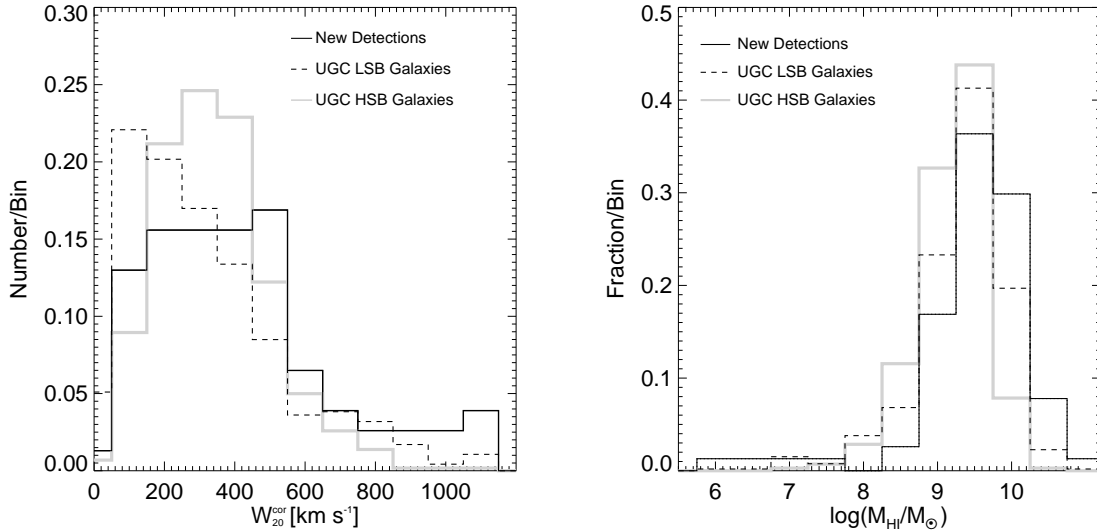 0.30
0.25
0.20
0.15
0.10
0.05
0.00
Number/Bin
New Detections
UGC LSB Galaxies
UGC HSB Galaxies
0 200 400 600 800 1000
W₂₀ᶜᵒʳ [km s⁻¹]
0.5
0.4
0.3
0.2
0.1
0.0
Fraction/Bin
New Detections
UGC LSB Galaxies
UGC HSB Galaxies
6 7 8 9 10
log(M_HI/M_⊙)